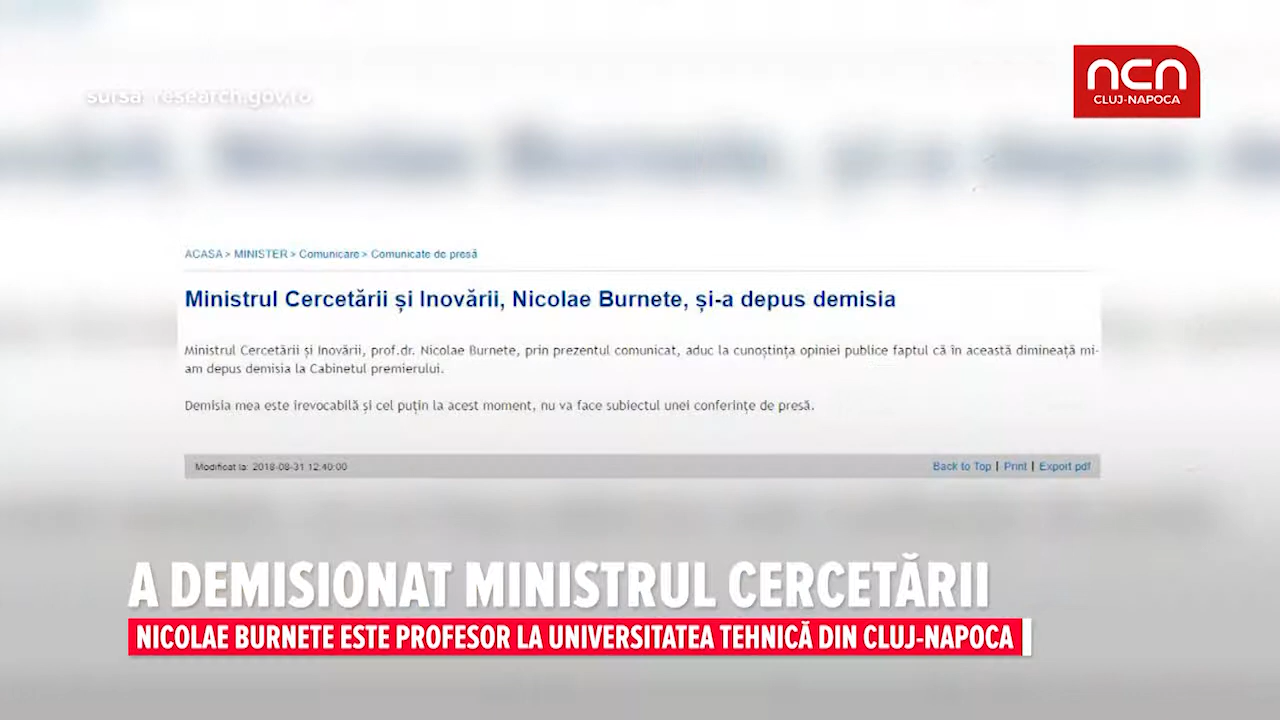 sursa: research.gov.ro
NCN
CLUJ-NAPOCA
ACASA > MINISTER > Comunicare > Comunicate de presă
Ministrul Cercetării și Inovării, Nicolae Burnete, și-a depus demisia
Ministrul Cercetării și Inovării, prof.dr. Nicolae Burnete, prin prezentul comunicat, aduc la cunoștința opiniei publice faptul că în această dimineață mi-
am depus demisia la Cabinetul premierului.
Demisia mea este irevocabilă și cel puțin la acest moment, nu va face subiectul unei conferințe de presă.
Modificat la: 2018-08-31 12:40:00
Back to Top | Print | Export pdf
A DEMISIONAT MINISTRUL CERCETĂRII
NICOLAE BURNETE ESTE PROFESOR LA UNIVERSITATEA TEHNICĂ DIN CLUJ-NAPOCA